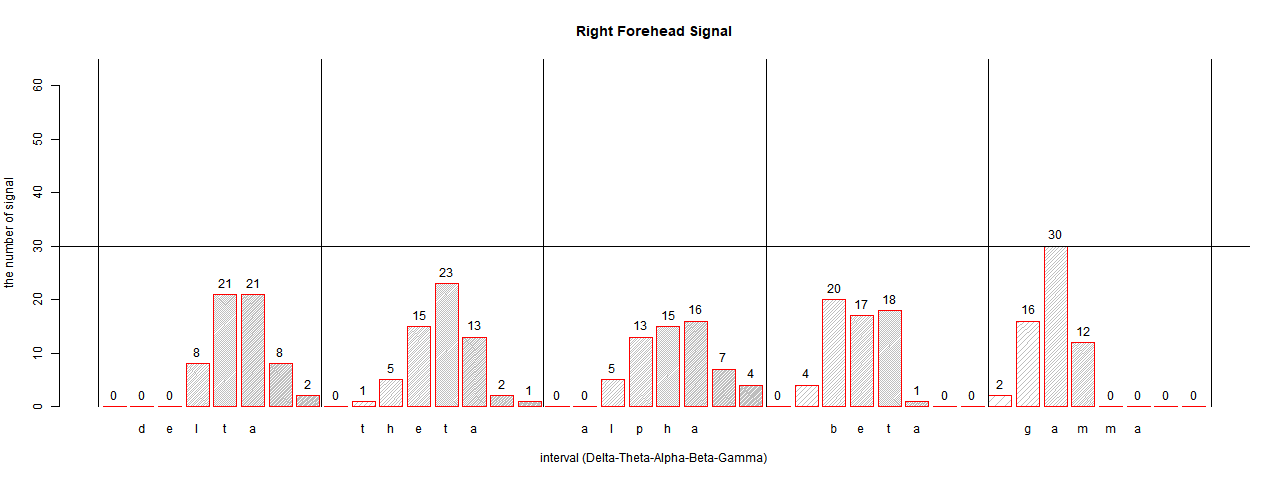 Right Forehead Signal
the number of signal
60
50
40
30
20
10
0
0 0 0 8 21 21 8 2
0 1 5 15 23 13 2 1
0 0 5 13 15 16 7 4
0 4 20 17 18 1 0 0
2 16 30 12 0 0 0 0
d e l t a t h e t a a l p h a b e t a g a m m a
interval (Delta-Theta-Alpha-Beta-Gamma)